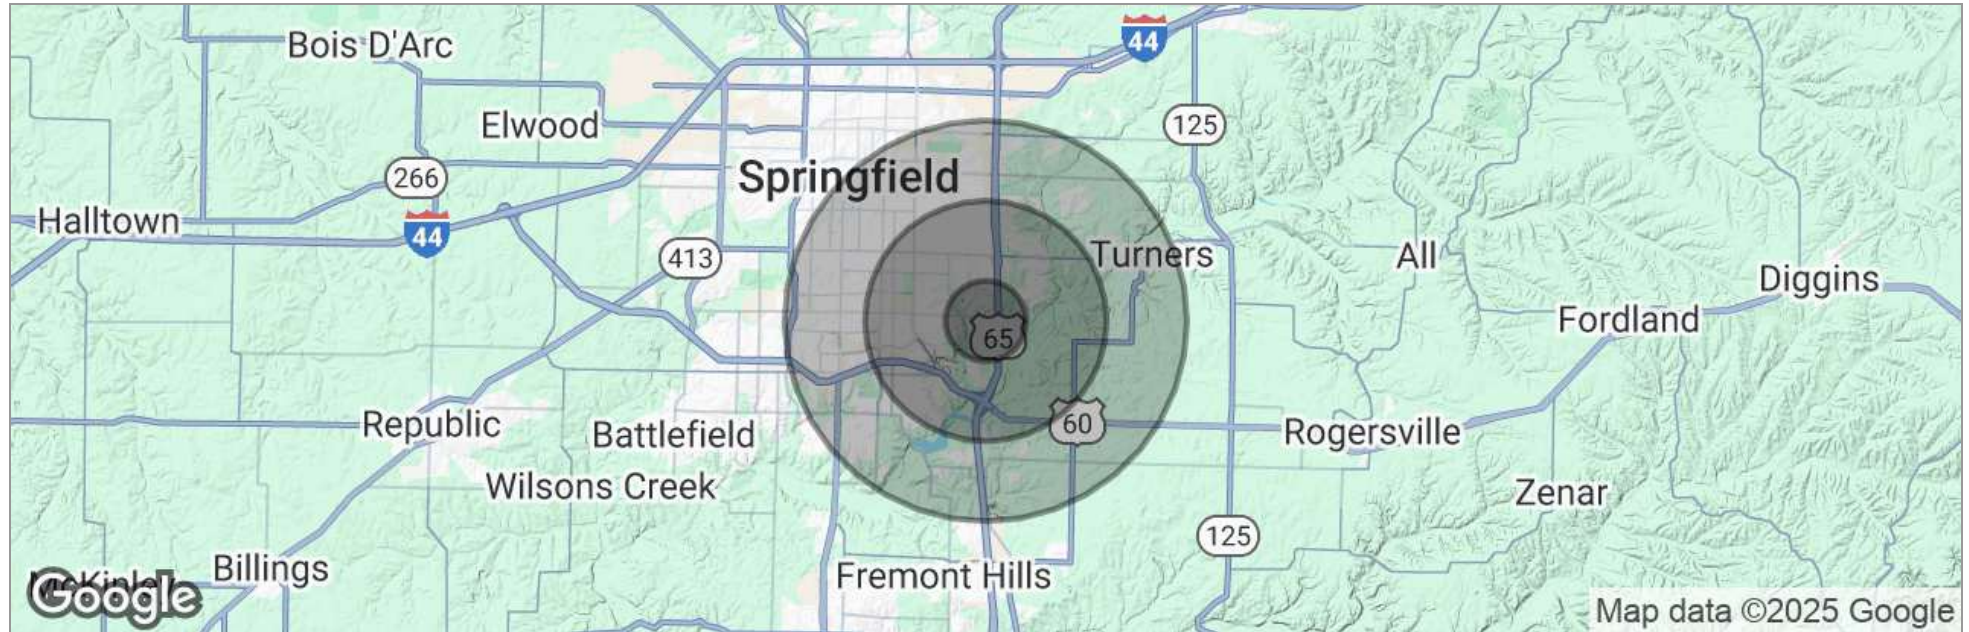 44
Bois D'Arc
Elwood
125
Springfield
266
Halltown
44
413
Turners
All
Diggins
Fordland
65
Republic
Battlefield
60
Rogersville
Wilsons Creek
Zenar
125
Billings
Fremont Hills
McKinley
Google
Map data ©2025 Google